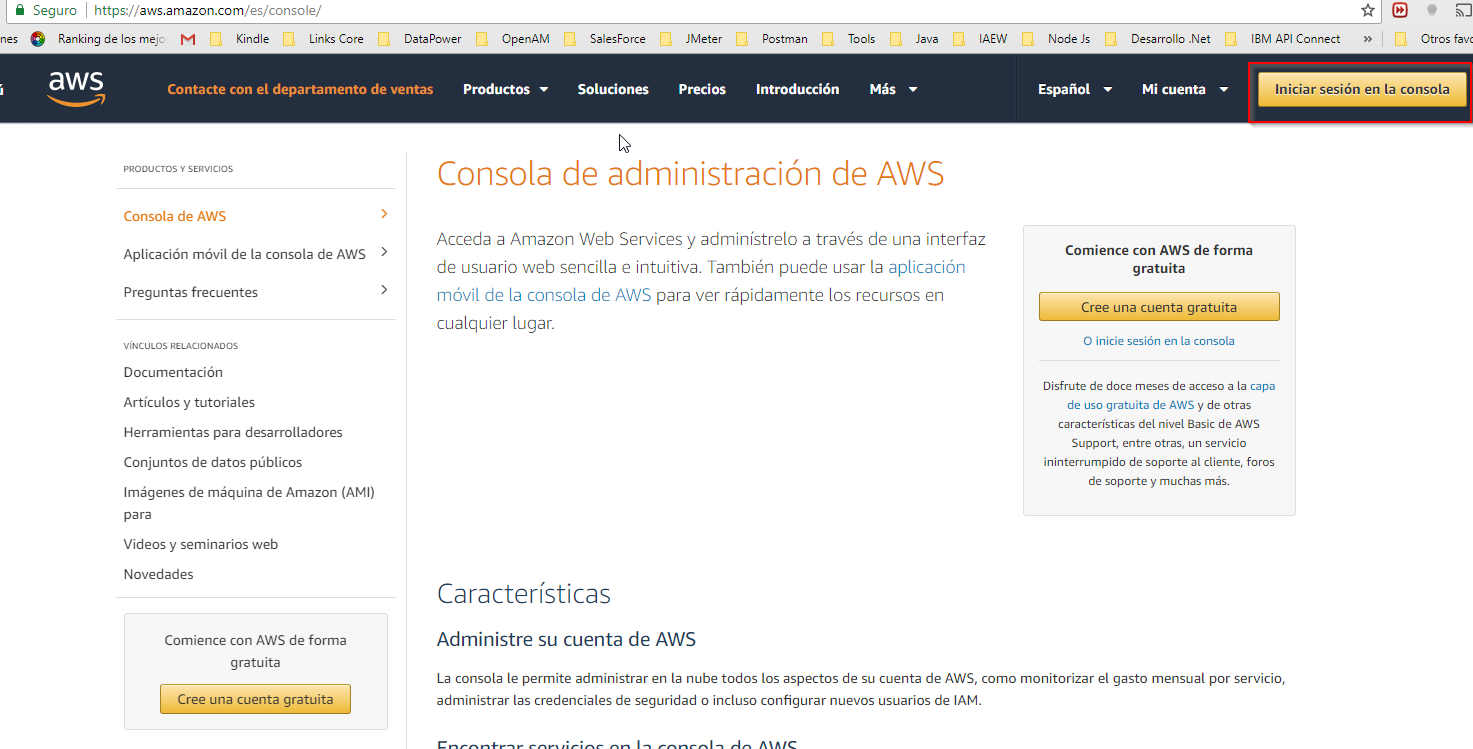 Seguro | https://aws.amazon.com/es/console/
nes Ranking de los mejo Kindle Links Core DataPower OpenAM SalesForce JMeter Postman Tools Java IAEW Node Js Desarrollo .Net IBM API Connect » Otros favo
aws Contacte con el departamento de ventas Productos Soluciones Precios Introducción Más Español Mi cuenta Iniciar sesión en la consola
PRODUCTOS Y SERVICIOS
Consola de AWS
Aplicación móvil de la consola de AWS
Preguntas frecuentes
VÍNCULOS RELACIONADOS
Documentación
Artículos y tutoriales
Herramientas para desarrolladores
Conjuntos de datos públicos
Imágenes de máquina de Amazon (AMI)
para
Videos y seminarios web
Novedades
Comience con AWS de forma
gratuita
Cree una cuenta gratuita
Consola de administración de AWS
Acceda a Amazon Web Services y adminístrelo a través de una interfaz
de usuario web sencilla e intuitiva. También puede usar la aplicación
móvil de la consola de AWS para ver rápidamente los recursos en
cualquier lugar.
Comience con AWS de forma
gratuita
Cree una cuenta gratuita
O inicie sesión en la consola
Disfrute de doce meses de acceso a la capa
de uso gratuita de AWS y de otras
características del nivel Basic de AWS
Support, entre otras, un servicio
ininterrumpido de soporte al cliente, foros
de soporte y muchas más.
Características
Administre su cuenta de AWS
La consola le permite administrar en la nube todos los aspectos de su cuenta de AWS, como monitorizar el gasto mensual por servicio,
administrar las credenciales de seguridad o incluso configurar nuevos usuarios de IAM.
Encontrar servicios en la consola de AWS